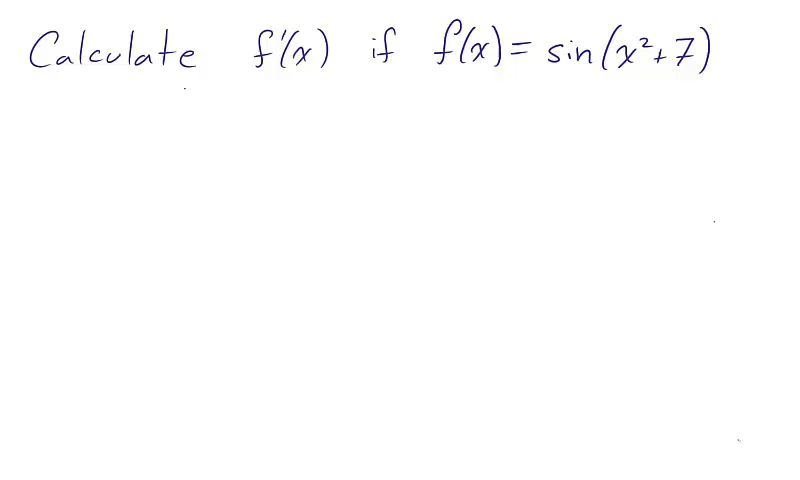 Calculate f'(x) if f(x) = sin(x²+7)